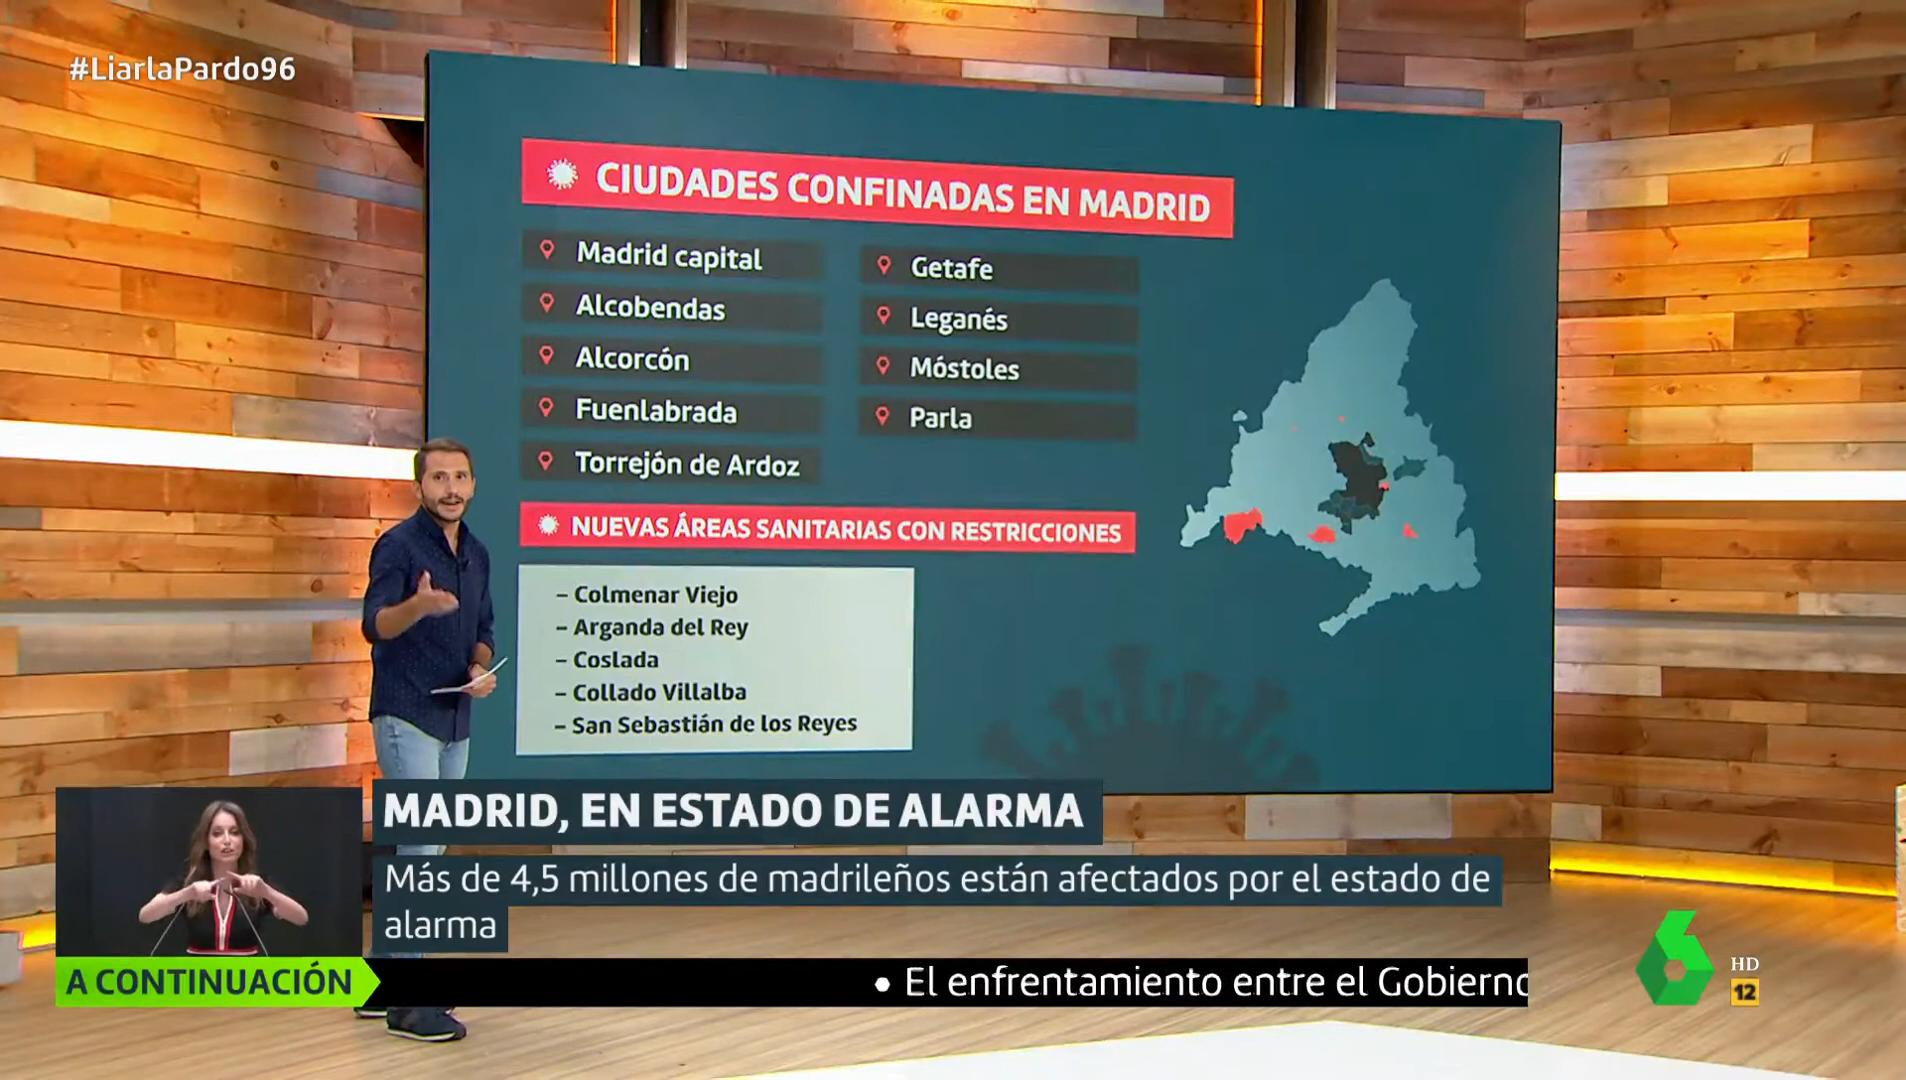 #LiarlaPardo96
CIUDADES CONFINADAS EN MADRID
Madrid capital
Alcobendas
Alcorcón
Fuenlabrada
Torrejón de Ardoz
Getafe
Leganés
Móstoles
Parla
NUEVAS ÁREAS SANITARIAS CON RESTRICCIONES
– Colmenar Viejo
– Arganda del Rey
– Coslada
– Collado Villalba
– San Sebastián de los Reyes
MADRID, EN ESTADO DE ALARMA
Más de 4,5 millones de madrileños están afectados por el estado de
alarma
A CONTINUACIÓN
• El enfrentamiento entre el Gobierno
6
HD
12